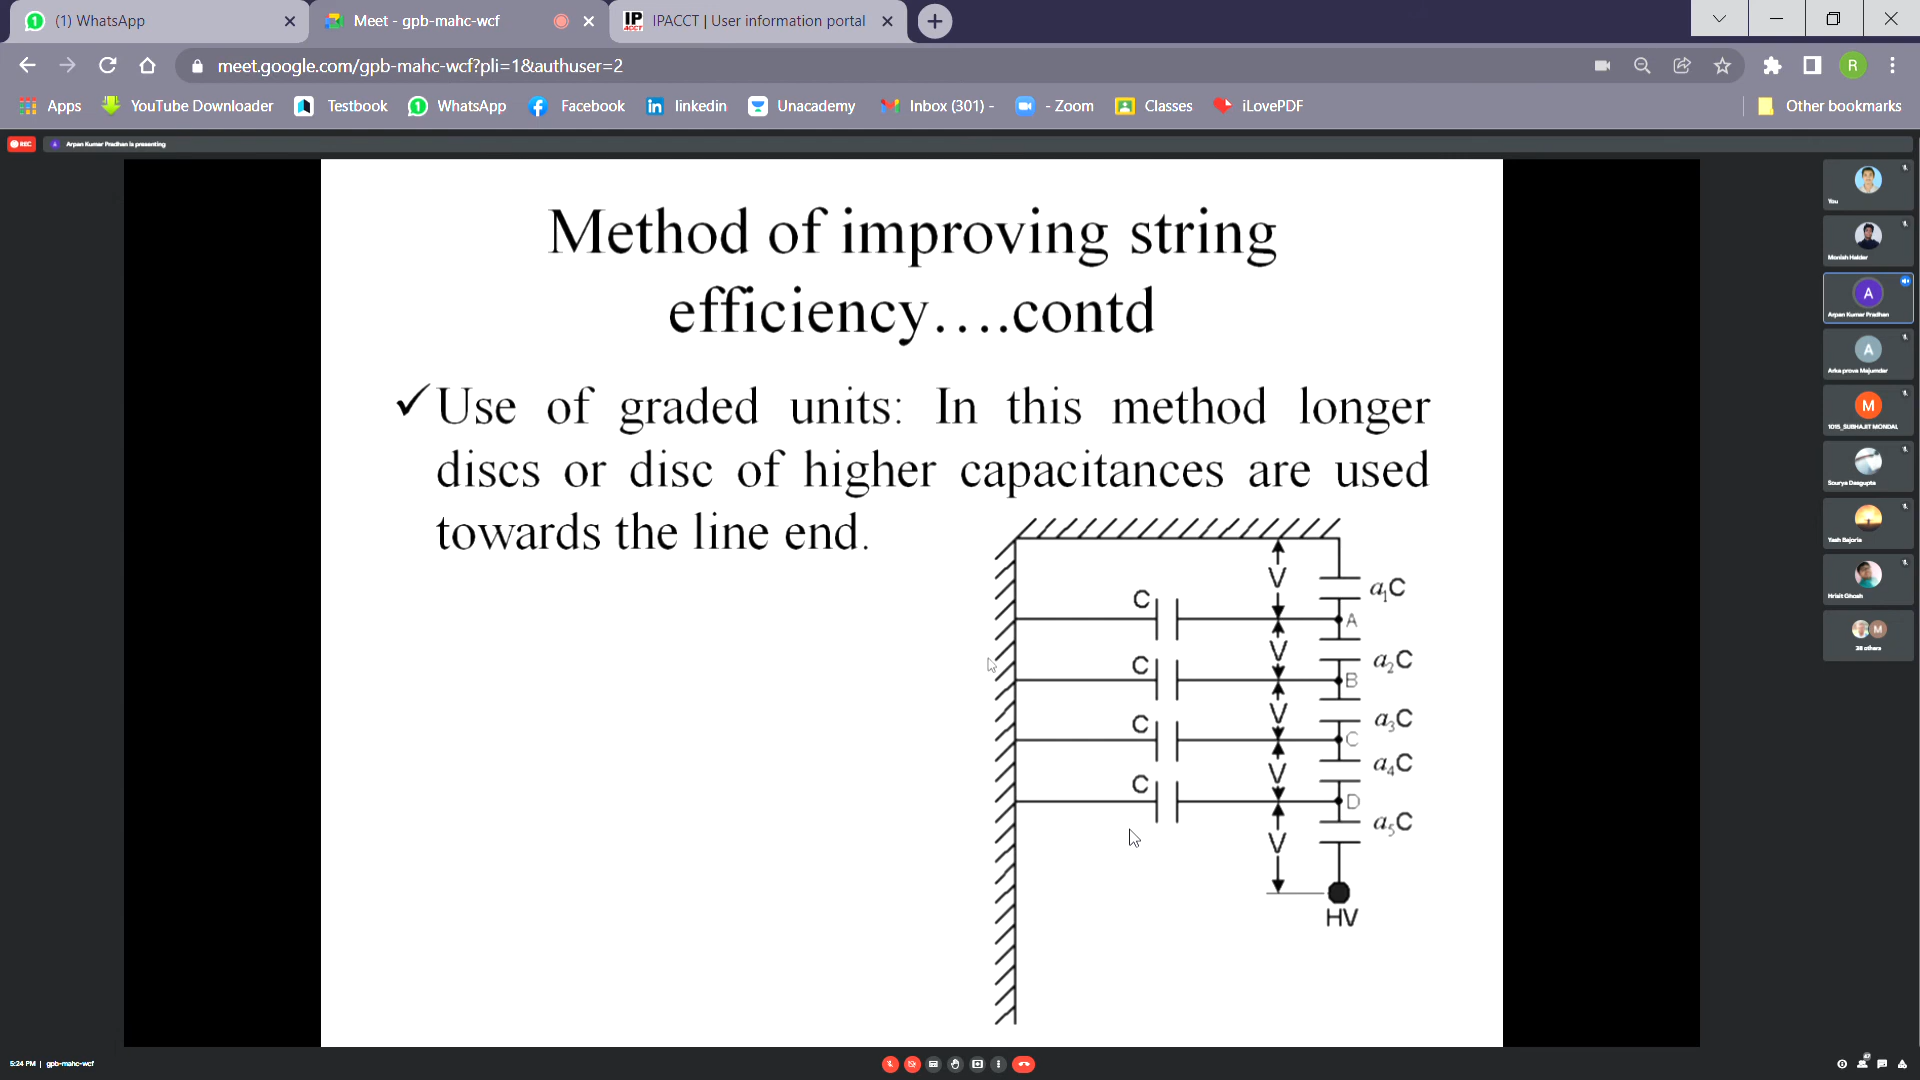 (1) WhatsApp
Meet - gpb-mahc-wcf
IP ACCT IPACCT | User information portal
meet.google.com/gpb-mahc-wcf?pli=1&authuser=2
R
Apps YouTube Downloader Testbook WhatsApp Facebook linkedin Unacademy Inbox (301) - - Zoom Classes iLovePDF Other bookmarks
REC Arpan Kumar Pradhan is presenting
Method of improving string
efficiency....contd
✓ Use of graded units: In this method longer
discs or disc of higher capacitances are used
towards the line end.
V
a₁C
C
A
V
a₂C
C
B
V
a₃C
C
C
V
a₄C
C
D
V
a₅C
HV
You
Monish Halder
A
Arpan Kumar Pradhan
A
Arka prova Majumdar
M
1015_SUBHAJIT MONDAL
Sourya Dasgupta
Yash Bajoria
Hrisit Ghosh
M
38 others
5:24 PM | gpb-mahc-wcf
47